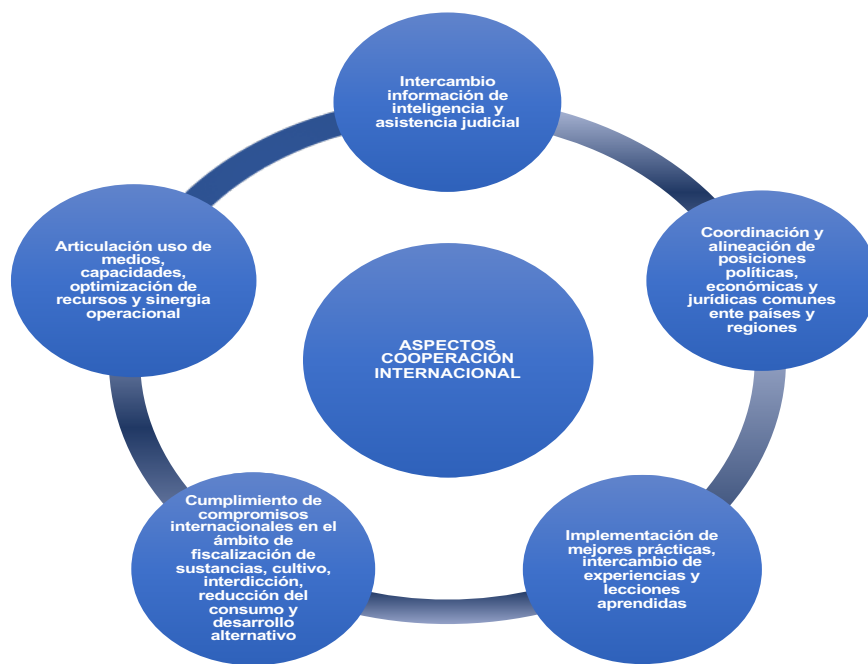 Intercambio
información de
inteligencia y
asistencia judicial
Coordinación y
alineación de
posiciones
políticas,
económicas y
jurídicas comunes
ente países y
regiones
Implementación de
mejores prácticas,
intercambio de
experiencias y
lecciones
aprendidas
Cumplimiento de
compromisos
internacionales en el
ámbito de
fiscalización de
sustancias, cultivo,
interdicción,
reducción del
consumo y
desarrollo
alternativo
Articulación uso de
medios,
capacidades,
optimización de
recursos y sinergia
operacional
ASPECTOS
COOPERACIÓN
INTERNACIONAL